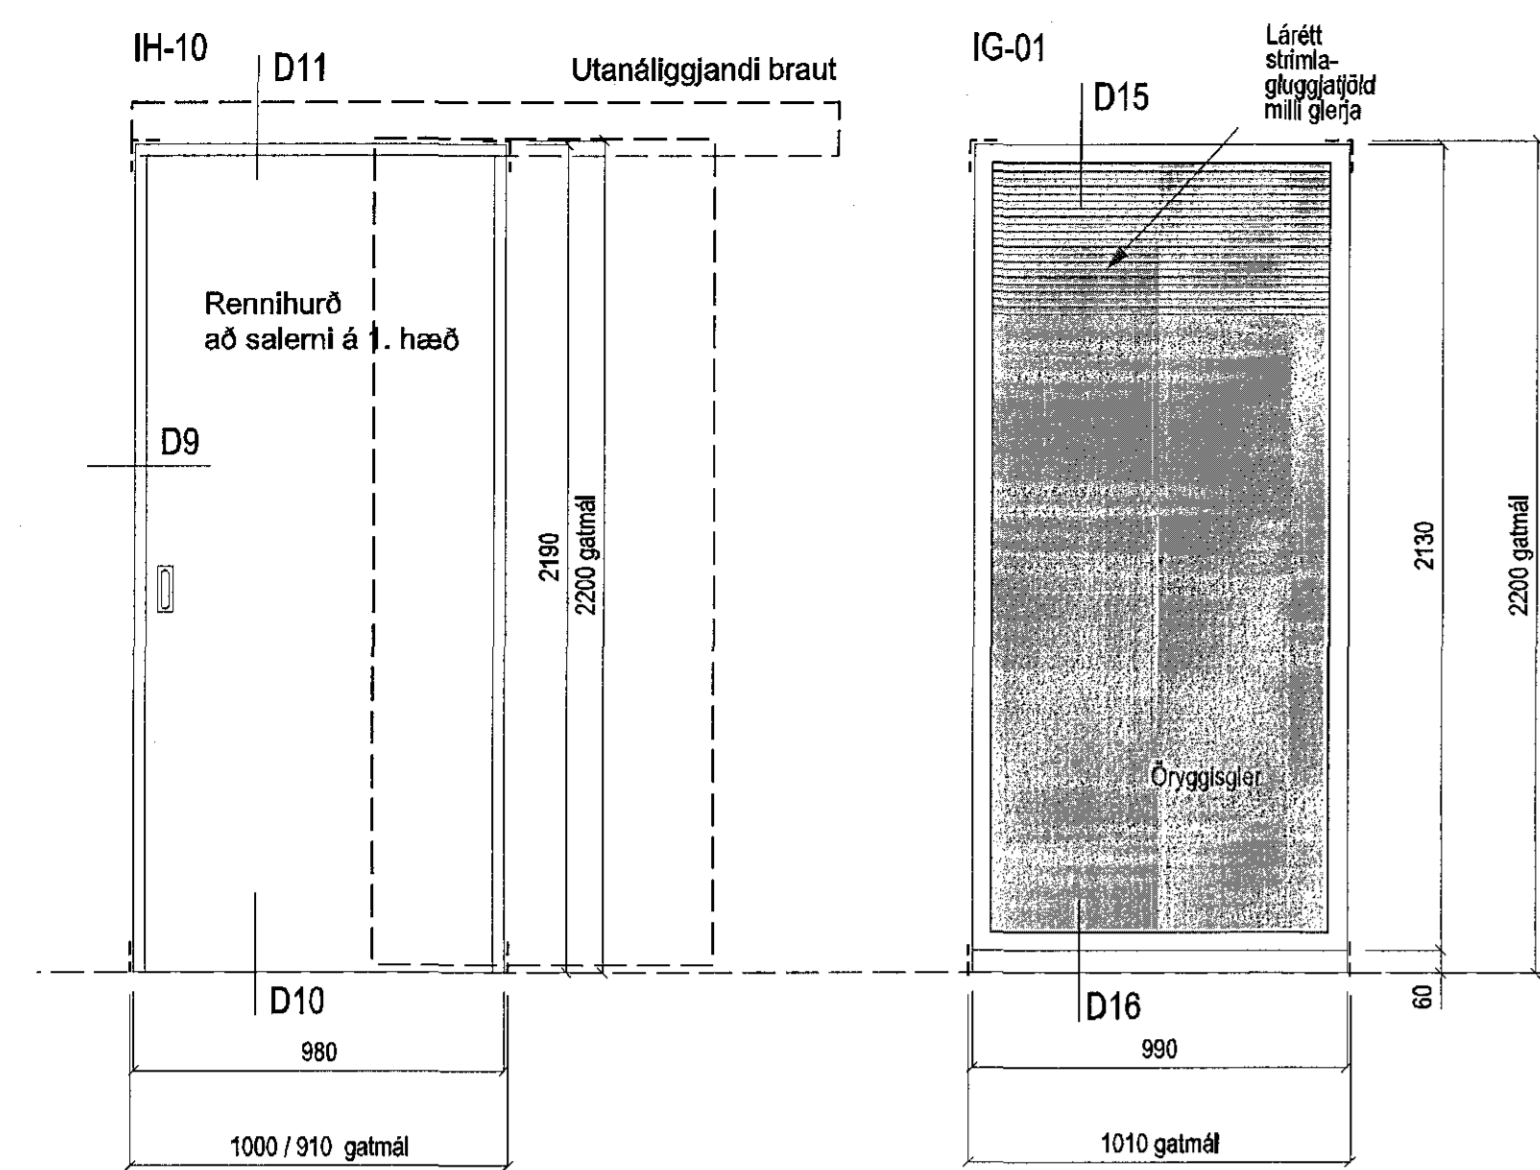 IH-10
D11
Utanáliggjandi braut
Rennihurð
að salerni á 1. hæð
D9
2190
2200 gatmál
D10
980
1000 / 910 gatmál
IG-01
Lárétt
strimla-
gluggjatjöld
milli glerja
D15
Öryggisgler
2130
2200 gatmál
60
D16
990
1010 gatmál